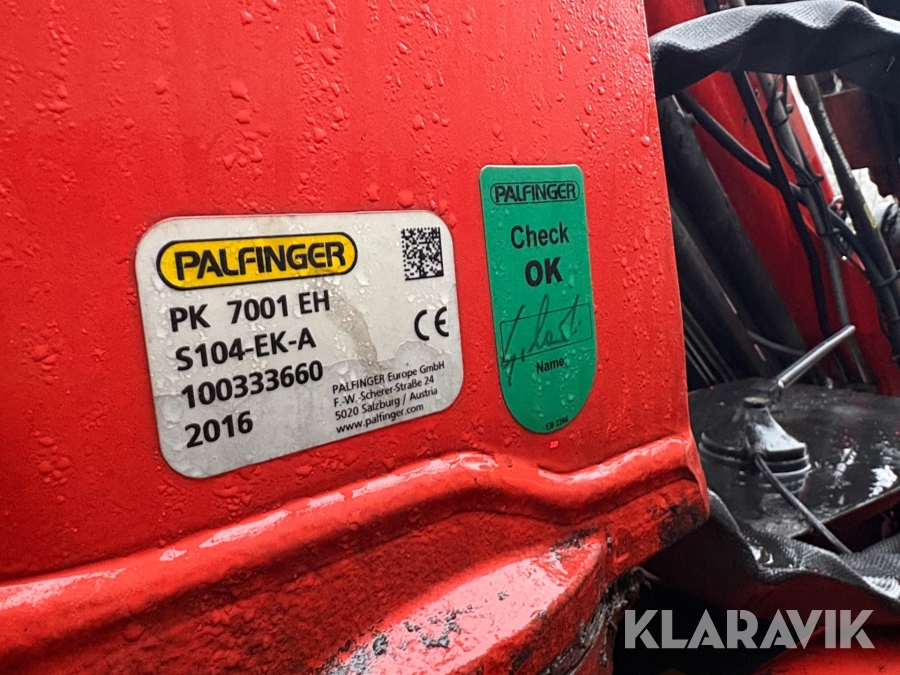 PALFINGER
PK 7001 EH
S104-EK-A
100333660
2016
CE
PALFINGER Europe GmbH
F.-W.-Scherer-Straße 24
5020 Salzburg / Austria
www.palfinger.com
PALFINGER
Check
OK
Name.
KLARAVIK